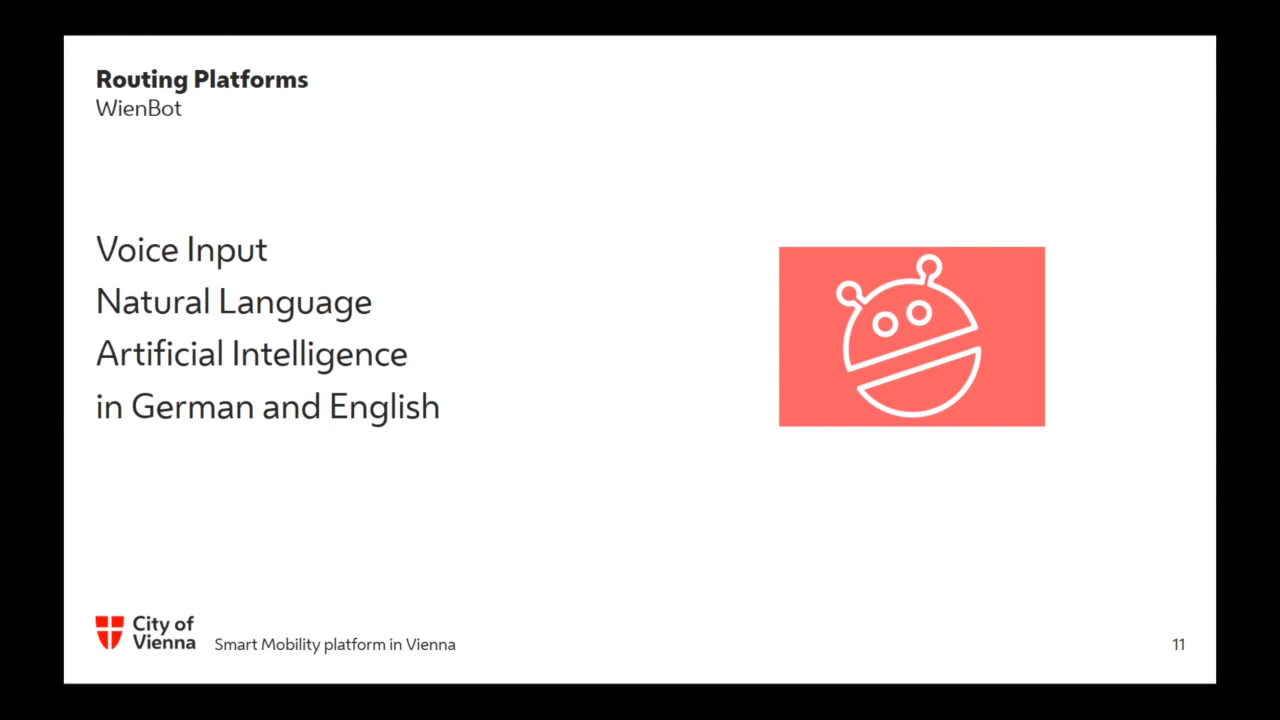 Routing Platforms
WienBot
Voice Input
Natural Language
Artificial Intelligence
in German and English
City of
Vienna
Smart Mobility platform in Vienna
11